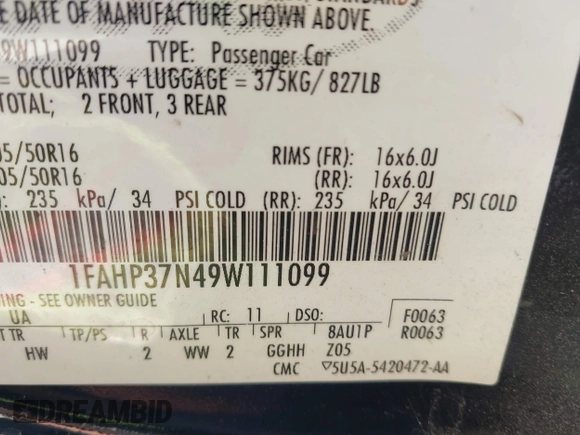 E DATE OF MANUFACTURE SHOWN ABOVE.
9W111099 TYPE: Passenger Car
= OCCUPANTS + LUGGAGE = 375KG/ 827LB
TOTAL; 2 FRONT, 3 REAR
05/50R16 RIMS (FR): 16x6.0J
05/50R16 (RR): 16x6.0J
): 235 kPa/ 34 PSI COLD (RR): 235 kPa/ 34 PSI COLD
1FAHP37N49W111099
ING - SEE OWNER GUIDE
UA RC: 11 DSO: F0063
T TR TP/PS R AXLE TR SPR 8AU1P R0063
HW 2 WW 2 GGHH Z05
CMC ▽5U5A-5420472-AA
DREAMBID